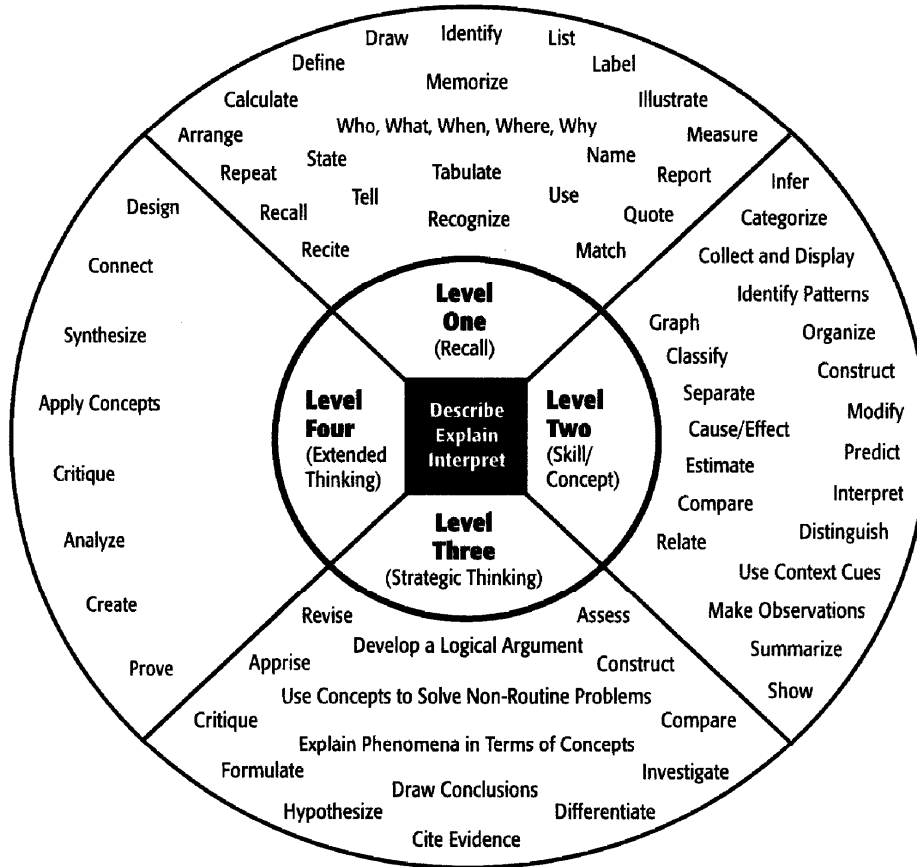 Draw
Identify
List
Define
Label
Memorize
Calculate
Illustrate
Arrange
Who, What, When, Where, Why
Measure
Repeat
State
Tabulate
Name
Report
Recall
Tell
Recognize
Use
Quote
Recite
Match
Level
One
(Recall)
Infer
Categorize
Collect and Display
Identify Patterns
Graph
Organize
Classify
Construct
Separate
Modify
Cause/Effect
Predict
Estimate
Interpret
Compare
Distinguish
Relate
Use Context Cues
Make Observations
Summarize
Show
Level
Two
(Skill/
Concept)
Describe
Explain
Interpret
Level
Three
(Strategic Thinking)
Revise
Assess
Develop a Logical Argument
Apprise
Construct
Use Concepts to Solve Non-Routine Problems
Critique
Compare
Explain Phenomena in Terms of Concepts
Formulate
Investigate
Draw Conclusions
Hypothesize
Differentiate
Cite Evidence
Level
Four
(Extended
Thinking)
Design
Connect
Synthesize
Apply Concepts
Critique
Analyze
Create
Prove